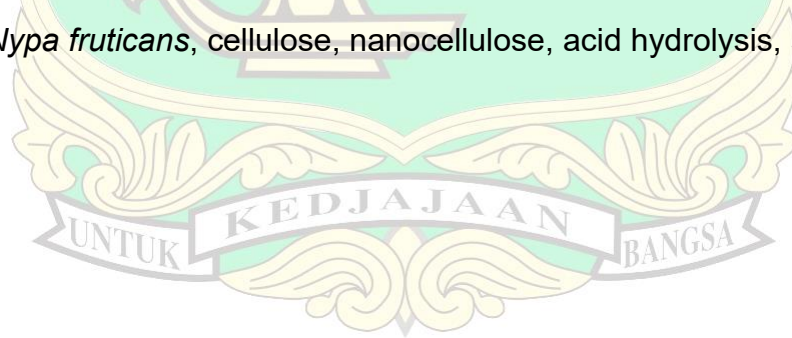 Nypa fruticans, cellulose, nanocellulose, acid hydrolysis,
UNTUK KEDJAJAAN BANGSA